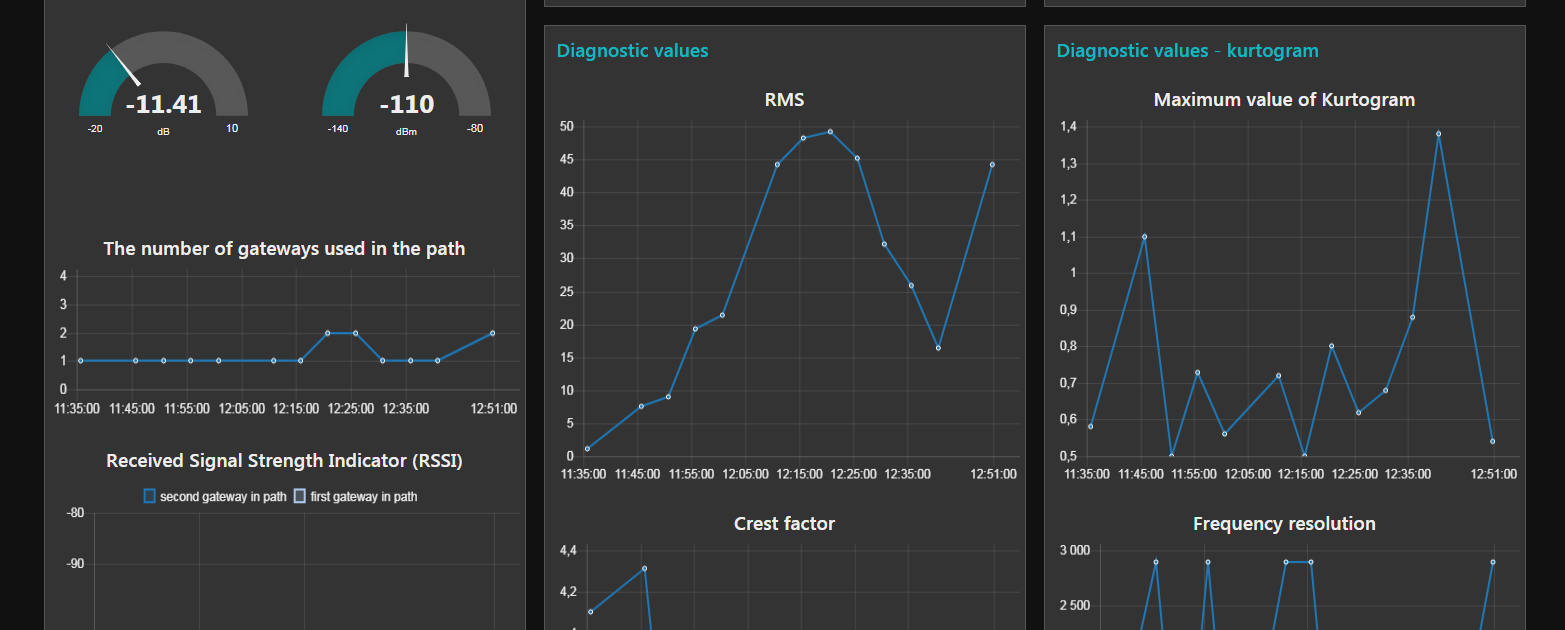 -11.41
-20
dB
10
-110
-140
dBm
-80
The number of gateways used in the path
4
3
2
1
0
11:35:00 11:45:00 11:55:00 12:05:00 12:15:00 12:25:00 12:35:00 12:51:00
Received Signal Strength Indicator (RSSI)
second gateway in path first gateway in path
-80
-90
Diagnostic values
RMS
50
45
40
35
30
25
20
15
10
5
0
11:35:00 11:45:00 11:55:00 12:05:00 12:15:00 12:25:00 12:35:00 12:51:00
Crest factor
4,4
4,2
Diagnostic values - kurtogram
Maximum value of Kurtogram
1,4
1,3
1,2
1,1
1
0,9
0,8
0,7
0,6
0,5
11:35:00 11:45:00 11:55:00 12:05:00 12:15:00 12:25:00 12:35:00 12:51:00
Frequency resolution
3 000
2 500